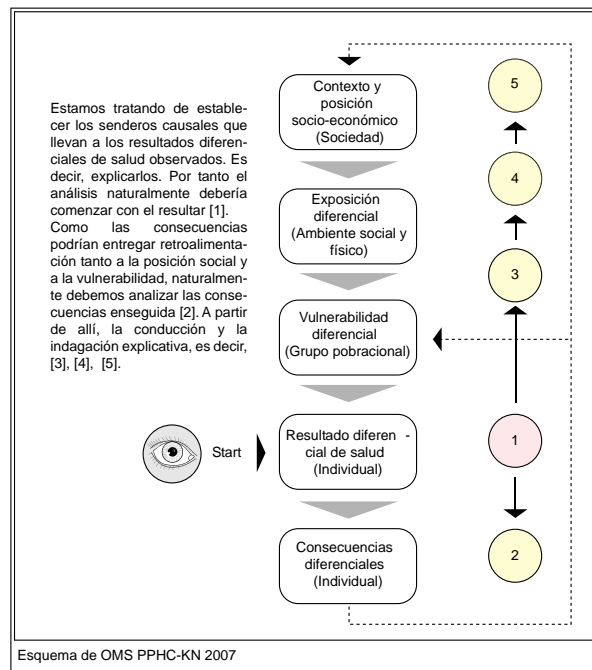 Estamos tratando de estable-
cer los senderos causales que
llevan a los resultados diferen-
ciales de salud observados. Es
decir, explicarlos. Por tanto el
análisis naturalmente debería
comenzar con el resultar [1].
Como las consecuencias
podrían entregar retroalimenta-
ción tanto a la posición social y
a la vulnerabilidad, naturalmen-
te debemos analizar las conse-
cuencias enseguida [2]. A partir
de allí, la conducción y la
indagación explicativa, es decir,
[3], [4], [5].
Contexto y
posición
socio-económico
(Sociedad)
5
Exposición
diferencial
(Ambiente social y
físico)
4
3
Vulnerabilidad
diferencial
(Grupo pobracional)
Start
Resultado diferen -
cial de salud
(Individual)
1
Consecuencias
diferenciales
(Individual)
2
Esquema de OMS PPHC-KN 2007